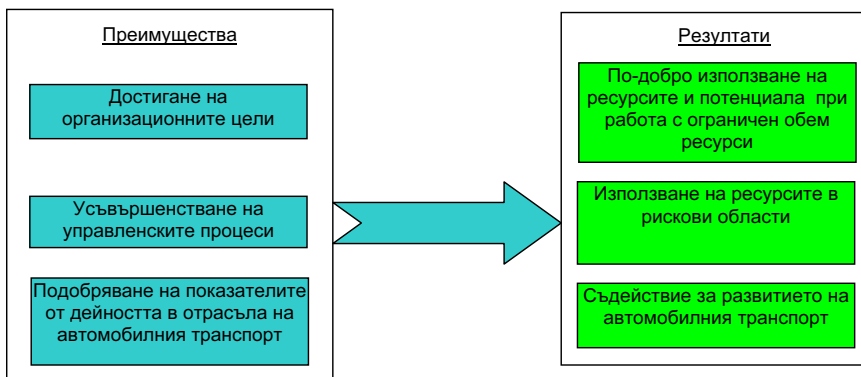 Преимущества
Достигане на
организационните цели
Усъвършенстване на
управленските процеси
Подобряване на показателите
от дейността в отрасъла на
автомобилния транспорт
Резултати
По-добро използване на
ресурсите и потенциала при
работа с ограничен обем
ресурси
Използване на ресурсите в
рискови области
Съдействие за развитието на
автомобилния транспорт